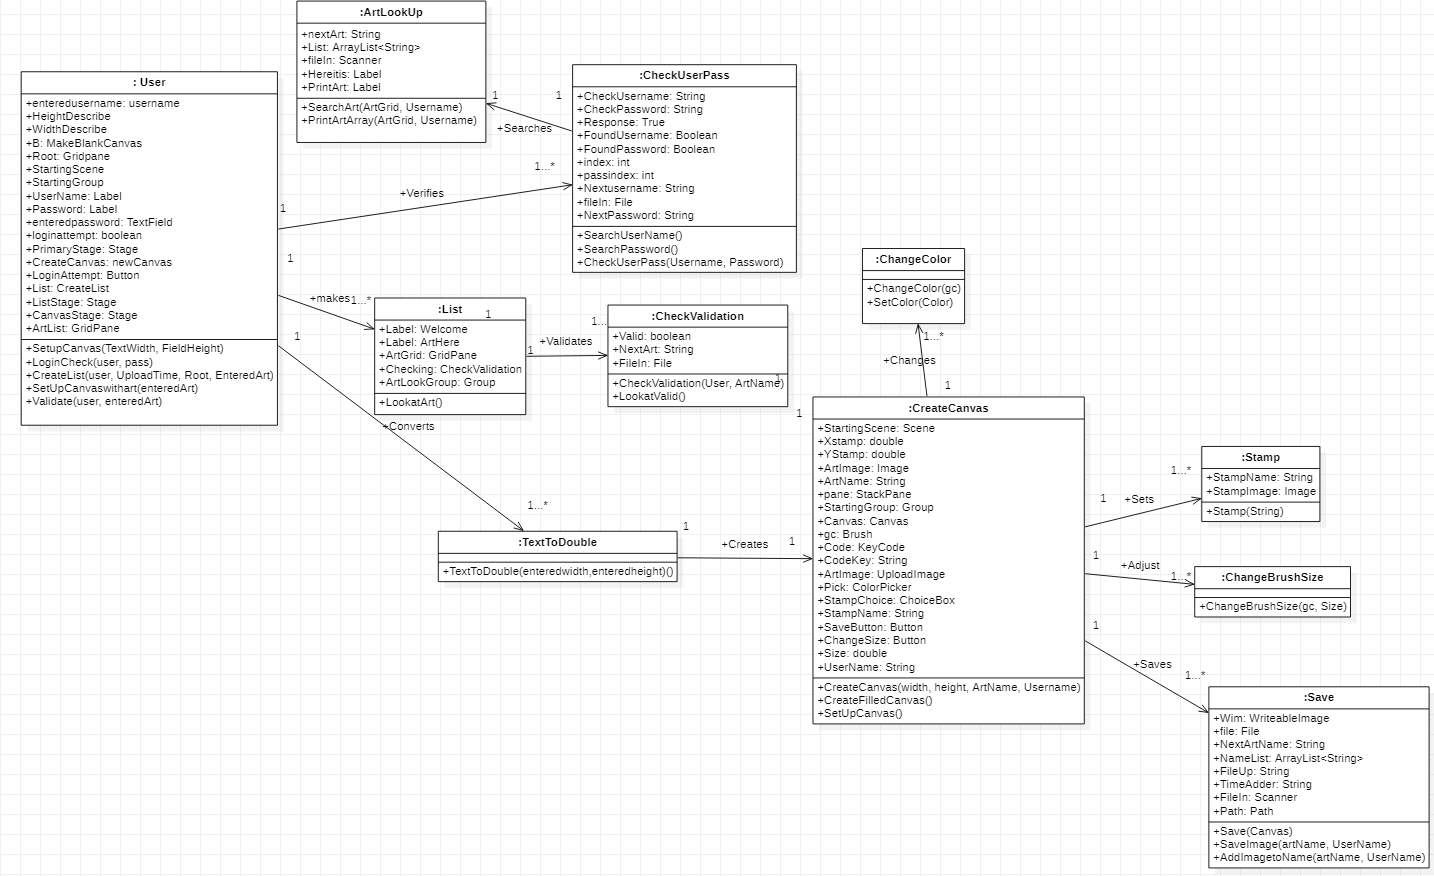 :ArtLookUp
+nextArt: String
+List: ArrayList<String>
+fileIn: Scanner
+Hereitis: Label
+PrintArt: Label
+SearchArt(ArtGrid, Username)
+PrintArtArray(ArtGrid, Username)
: User
+enteredusername: username
+HeightDescribe
+WidthDescribe
+B: MakeBlankCanvas
+Root: Gridpane
+StartingScene
+StartingGroup
+UserName: Label
+Password: Label
+enteredpassword: TextField
+loginattempt: boolean
+PrimaryStage: Stage
+CreateCanvas: newCanvas
+LoginAttempt: Button
+List: CreateList
+ListStage: Stage
+CanvasStage: Stage
+ArtList: GridPane
+SetupCanvas(TextWidth, FieldHeight)
+LoginCheck(user, pass)
+CreateList(user, UploadTime, Root, EnteredArt)
+SetUpCanvaswithart(enteredArt)
+Validate(user, enteredArt)
:CheckUserPass
+CheckUsername: String
+CheckPassword: String
+Response: True
+FoundUsername: Boolean
+FoundPassword: Boolean
+index: int
+passindex: int
+Nextusername: String
+fileIn: File
+NextPassword: String
+SearchUserName()
+SearchPassword()
+CheckUserPass(Username, Password)
1
1
+Searches
1...*
+Verifies
1
1
+makes
1...*
1
:List
1
+Label: Welcome
+Label: ArtHere
+ArtGrid: GridPane
+Checking: CheckValidation
+ArtLookGroup: Group
+LookatArt()
1
+Validates
1...
:CheckValidation
+Valid: boolean
+NextArt: String
+FileIn: File
+CheckValidation(User, ArtName)
+LookatValid()
1
1
+Converts
1...*
:TextToDouble
+TextToDouble(enteredwidth,enteredheight)()
1
+Creates
1
:ChangeColor
+ChangeColor(gc)
+SetColor(Color)
1...*
+Changes
1
:CreateCanvas
+StartingScene: Scene
+Xstamp: double
+YStamp: double
+ArtImage: Image
+ArtName: String
+pane: StackPane
+StartingGroup: Group
+Canvas: Canvas
+gc: Brush
+Code: KeyCode
+CodeKey: String
+ArtImage: UploadImage
+Pick: ColorPicker
+StampChoice: ChoiceBox
+StampName: String
+SaveButton: Button
+ChangeSize: Button
+Size: double
+UserName: String
+CreateCanvas(width, height, ArtName, Username)
+CreateFilledCanvas()
+SetUpCanvas()
1
+Sets
1...*
:Stamp
+StampName: String
+StampImage: Image
+Stamp(String)
1
+Adjust
1...*
:ChangeBrushSize
+ChangeBrushSize(gc, Size)
1
+Saves
1...*
:Save
+Wim: WriteableImage
+file: File
+NextArtName: String
+NameList: ArrayList<String>
+FileUp: String
+TimeAdder: String
+FileIn: Scanner
+Path: Path
+Save(Canvas)
+SaveImage(artName, UserName)
+AddImagetoName(artName, UserName)